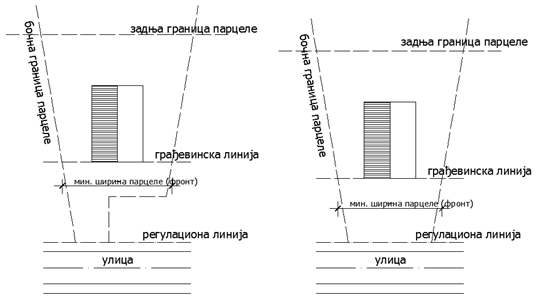 задња граница парцеле
бочна граница парцеле
грађевинска линија
мин. ширина парцеле (фронт)
регулациона линија
улица
задња граница парцеле
бочна граница парцеле
грађевинска линија
мин. ширина парцеле (фронт)
регулациона линија
улица